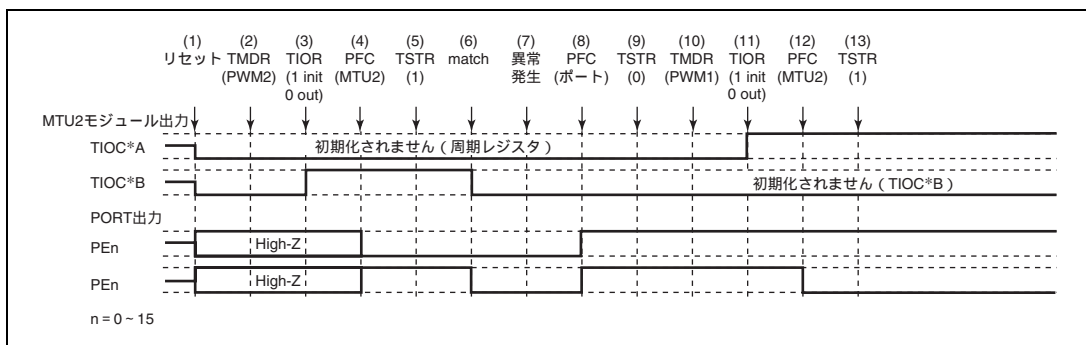 (1) (2) (3) (4) (5) (6) (7) (8) (9) (10) (11) (12) (13)
リセット TMDR TIOR PFC TSTR match 異常 PFC TSTR TMDR TIOR PFC TSTR
(PWM2) (1 init (MTU2) (1) 発生 (ポート) (0) (PWM1) (1 init (MTU2) (1)
0 out) 0 out)
MTU2モジュール出力
TIOC*A 初期化されません ( 周期レジスタ )
TIOC*B 初期化されません ( TIOC*B )
PORT出力
PEn High-Z
PEn High-Z
n = 0 ~ 15